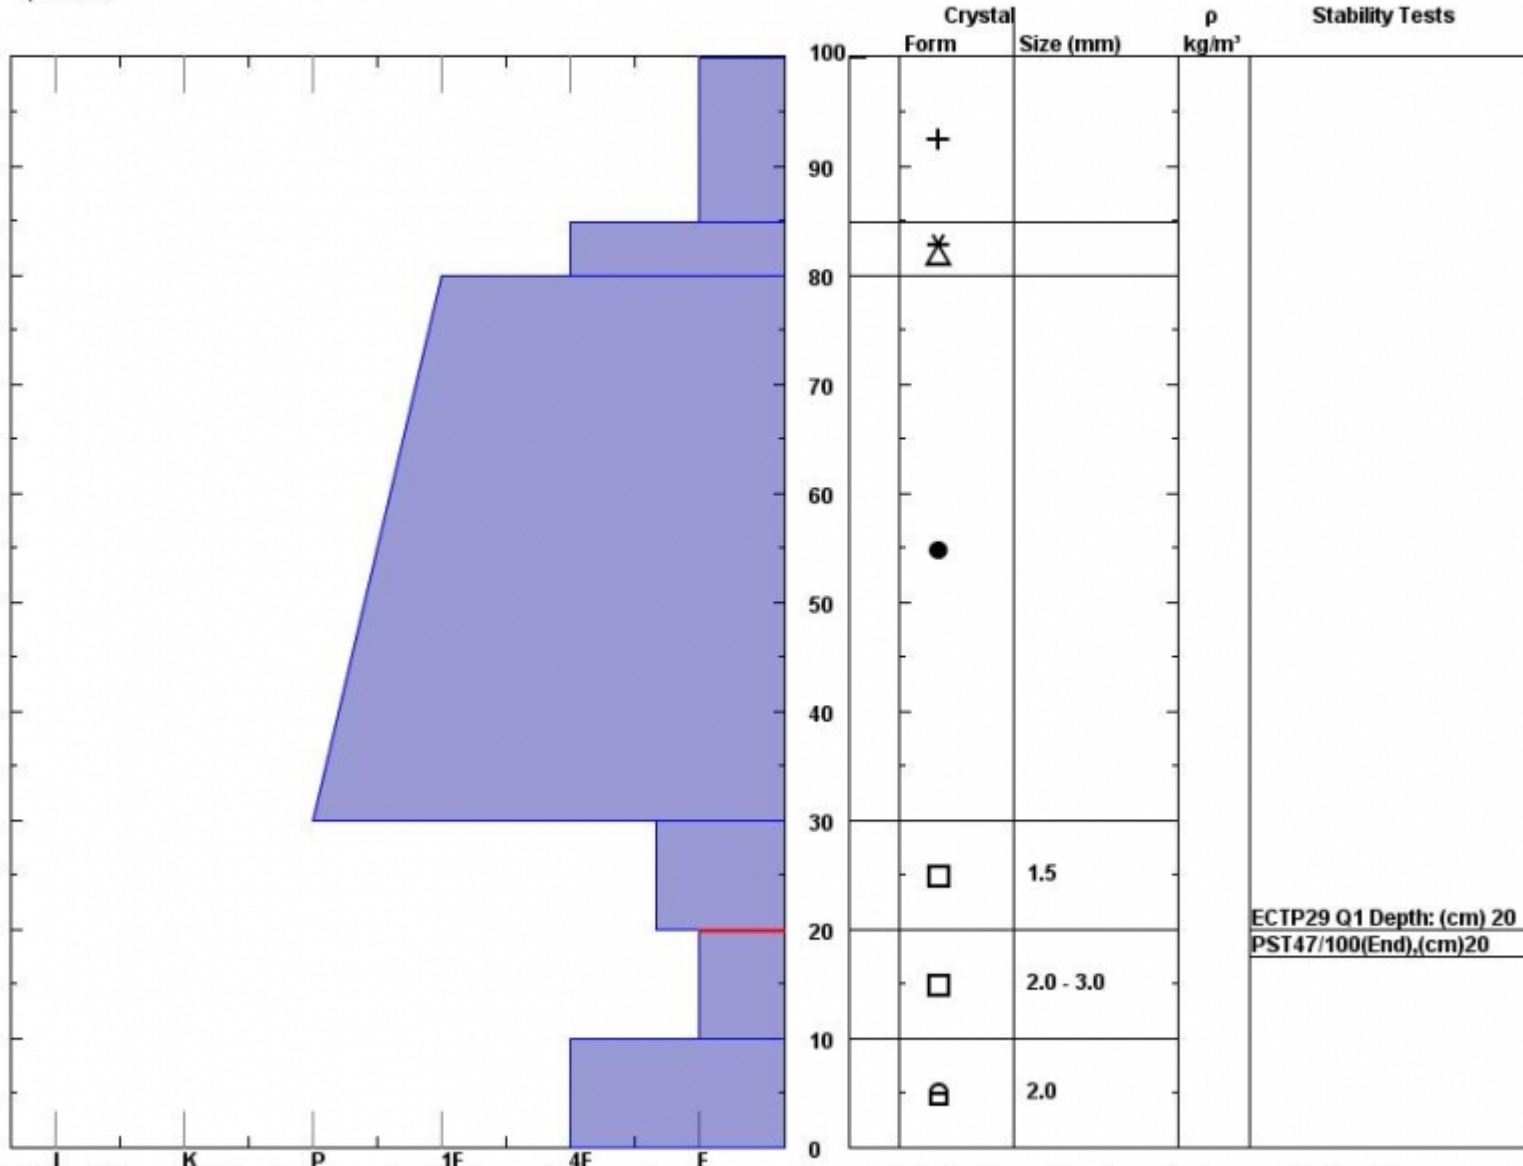 Crystal ρ Stability Tests
Form Size (mm) kg/m³
100
90
80
70
60
50
40
30
1.5
ECTP29 Q1 Depth: (cm) 20
20
PST47/100(End),(cm)20
2.0 - 3.0
10
2.0
0
I K P 1F 4F F